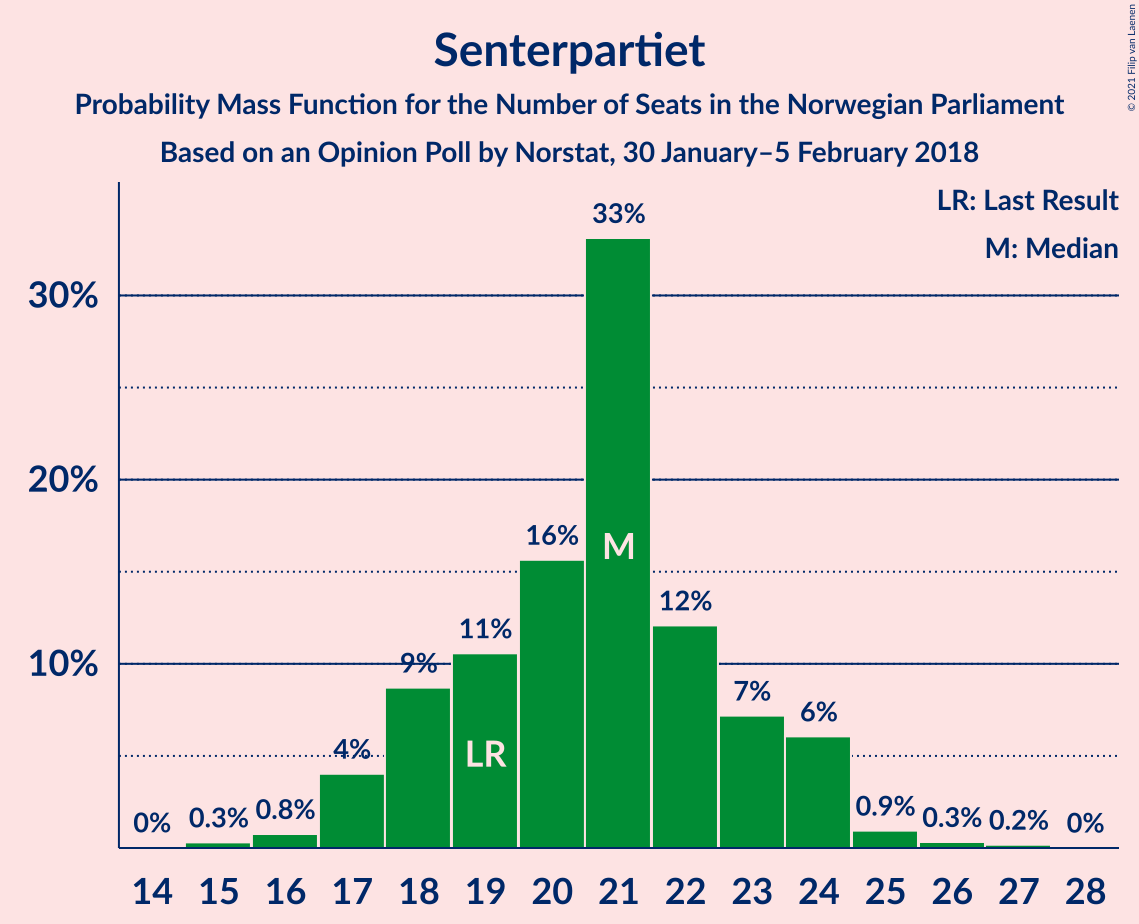 Senterpartiet
Probability Mass Function for the Number of Seats in the Norwegian Parliament
Based on an Opinion Poll by Norstat, 30 January–5 February 2018
© 2021 Filip van Laenen
LR: Last Result
M: Median
30%
20%
10%
0%
0.3%
0.8%
4%
9%
11%
16%
33%
12%
7%
6%
0.9%
0.3%
0.2%
0%
LR
M
14 15 16 17 18 19 20 21 22 23 24 25 26 27 28